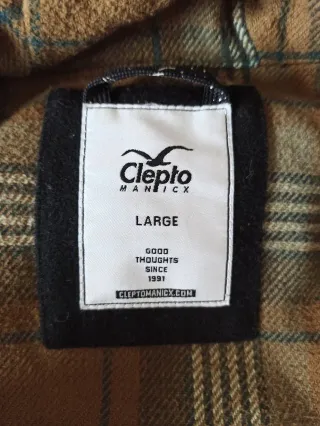 Clepto
MANICX
LARGE
GOOD
THOUGHTS
SINCE
1991
CLEPTOMANICX.COM